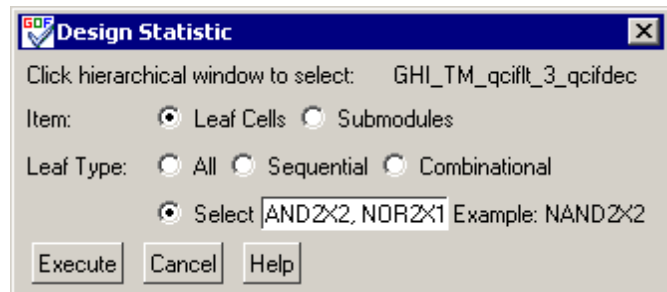 GOF Design Statistic
Click hierarchical window to select: GHI_TM_qciflt_3_qcifdec
Item: Leaf Cells Submodules
Leaf Type: All Sequential Combinational
Select AND2X2, NOR2X1 Example: NAND2X2
Execute Cancel Help